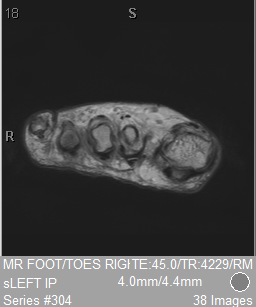 18
S
R
MR FOOT/TOES RIGHTE:45.0/TR:4229/RM
sLEFT IP
4.0mm/4.4mm
Series #304
38 Images